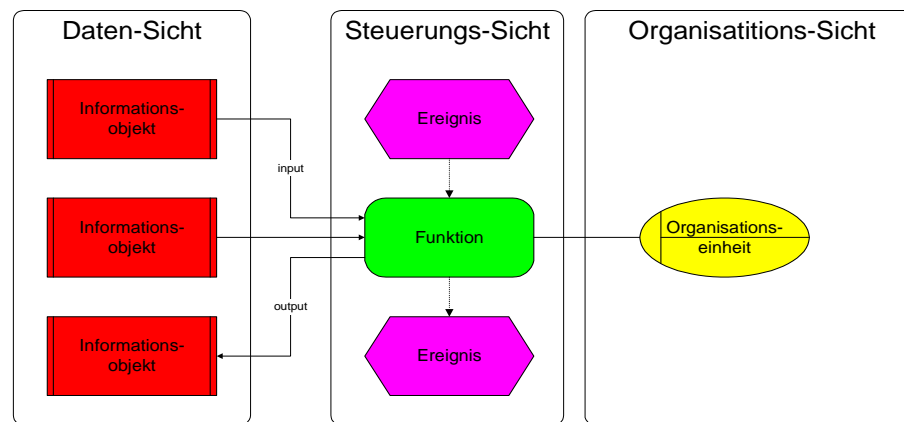 Daten-Sicht
Steuerungs-Sicht
Organisatitions-Sicht
Informations-
objekt
Ereignis
input
Informations-
objekt
Funktion
Organisations-
einheit
output
Informations-
objekt
Ereignis